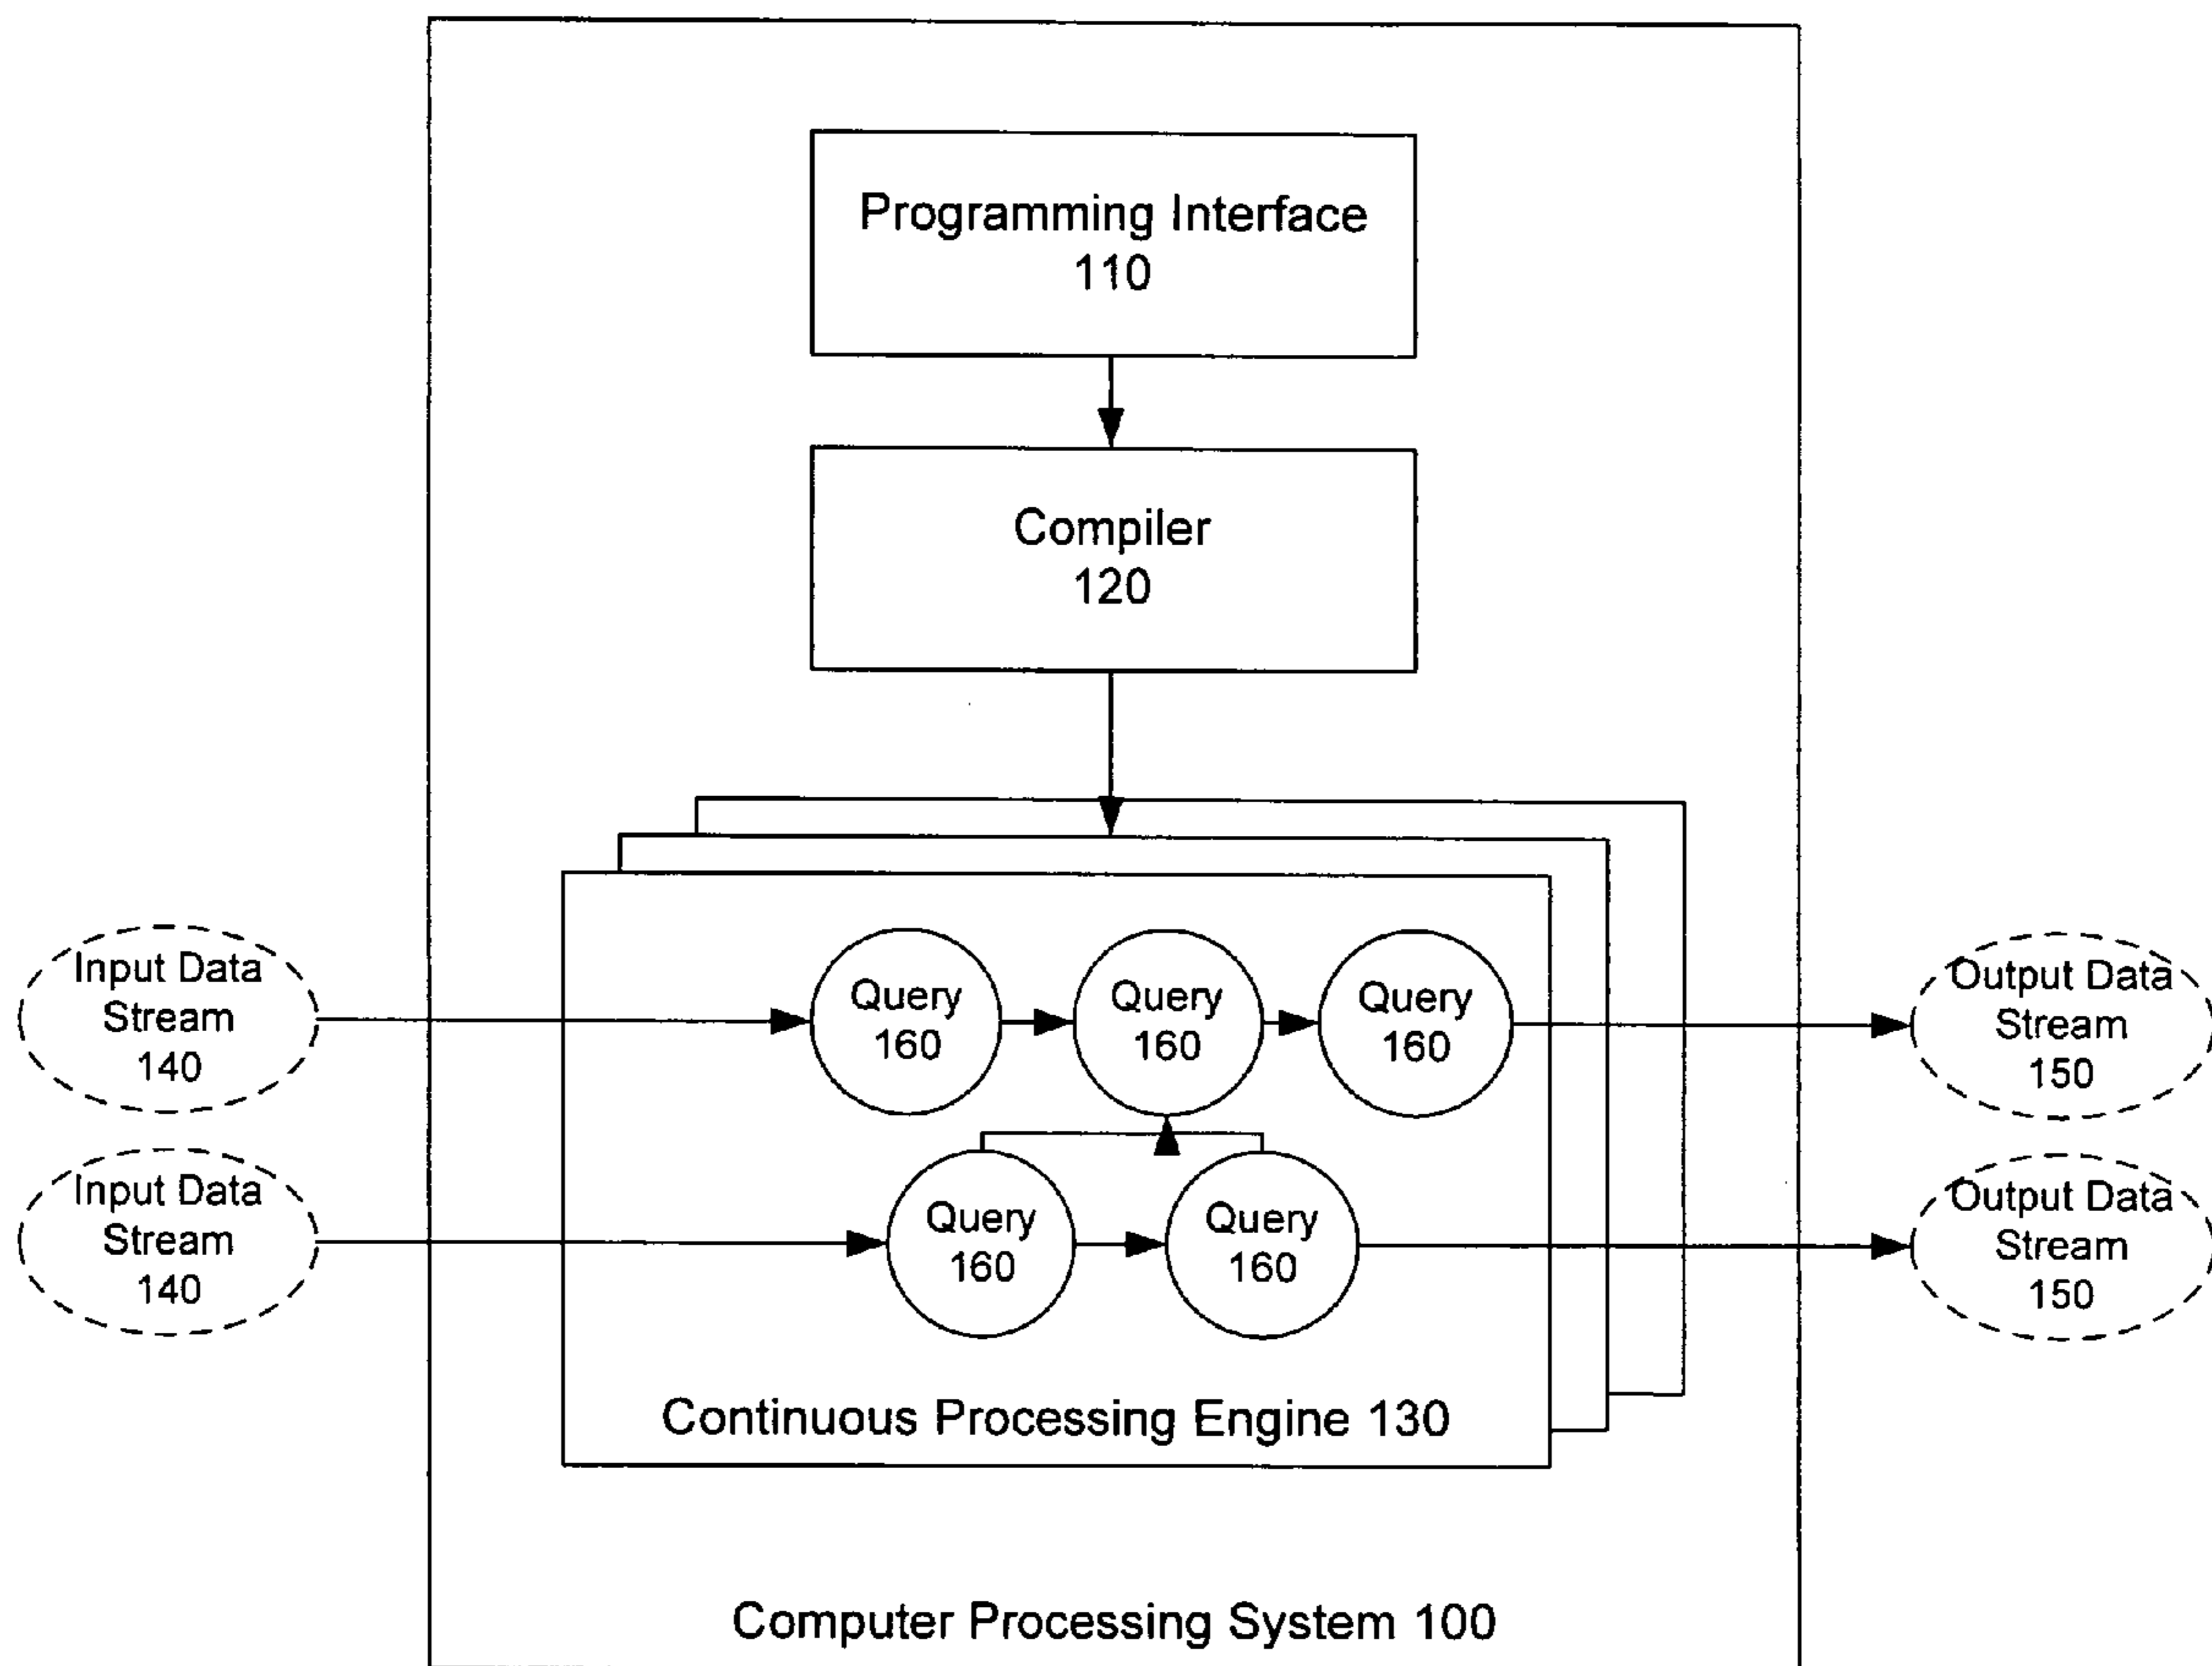 Programming Interface
110
Compiler
120
Input Data
Stream
140
Query
160
Query
160
Query
160
Output Data
Stream
150
Input Data
Stream
140
Query
160
Query
160
Output Data
Stream
150
Continuous Processing Engine 130
Computer Processing System 100